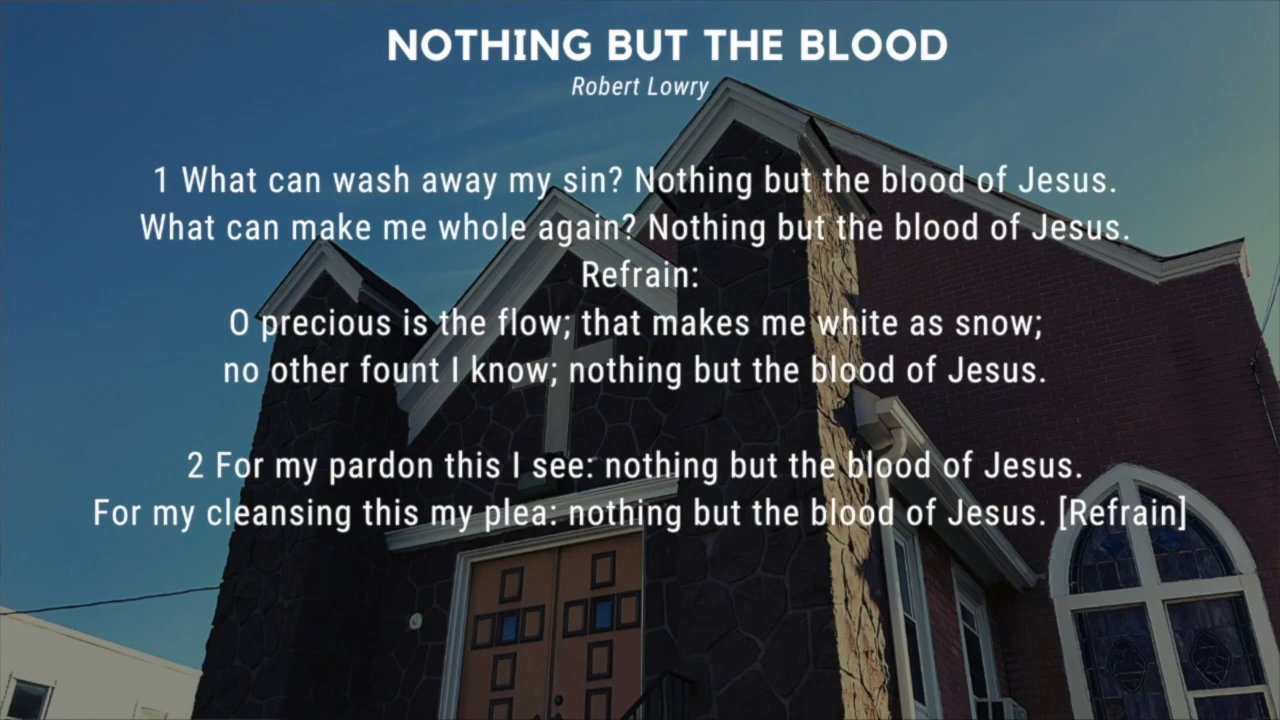 NOTHING BUT THE BLOOD
Robert Lowry
1 What can wash away my sin? Nothing but the blood of Jesus.
What can make me whole again? Nothing but the blood of Jesus.
Refrain:
O precious is the flow; that makes me white as snow;
no other fount I know; nothing but the blood of Jesus.
2 For my pardon this I see: nothing but the blood of Jesus.
For my cleansing this my plea: nothing but the blood of Jesus. [Refrain]